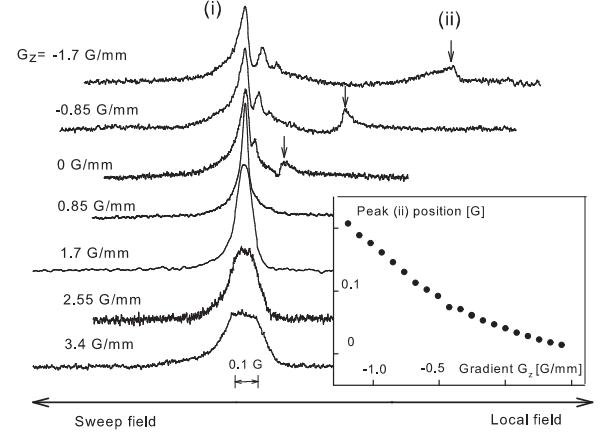 (i)
(ii)
Gz= -1.7 G/mm
-0.85 G/mm
0 G/mm
0.85 G/mm
1.7 G/mm
2.55 G/mm
3.4 G/mm
0.1 G
Peak (ii) position [G]
0.1
0
-1.0 -0.5 Gradient Gz [G/mm]
Sweep field
Local field